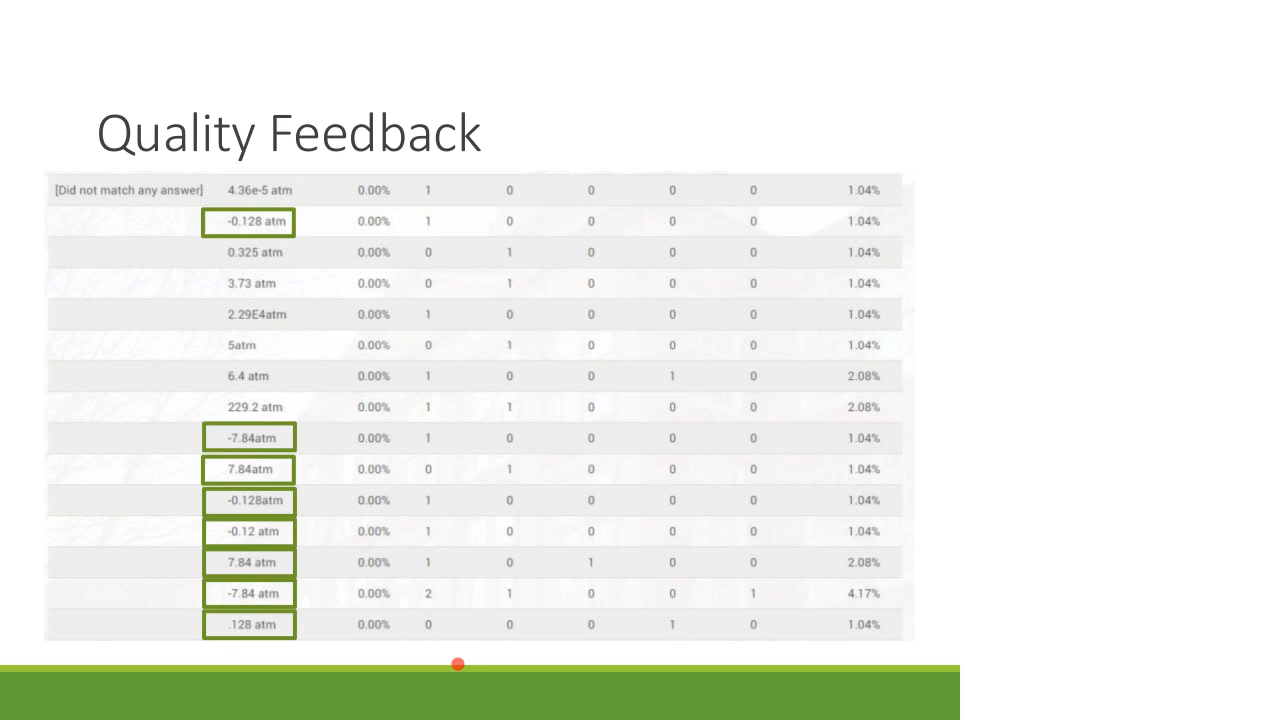 Quality Feedback
[Did not match any answer] 4.36e-5 atm 0.00% 1 0 0 0 0 1.04%
-0.128 atm 0.00% 1 0 0 0 0 1.04%
0.325 atm 0.00% 0 1 0 0 0 1.04%
3.73 atm 0.00% 0 1 0 0 0 1.04%
2.29E4atm 0.00% 1 0 0 0 0 1.04%
5atm 0.00% 0 1 0 0 0 1.04%
6.4 atm 0.00% 1 0 0 1 0 2.08%
229.2 atm 0.00% 1 1 0 0 0 2.08%
-7.84atm 0.00% 1 0 0 0 0 1.04%
7.84atm 0.00% 0 1 0 0 0 1.04%
-0.128atm 0.00% 1 0 0 0 0 1.04%
-0.12 atm 0.00% 1 0 0 0 0 1.04%
7.84 atm 0.00% 1 0 1 0 0 2.08%
-7.84 atm 0.00% 2 1 0 0 1 4.17%
.128 atm 0.00% 0 0 0 1 0 1.04%